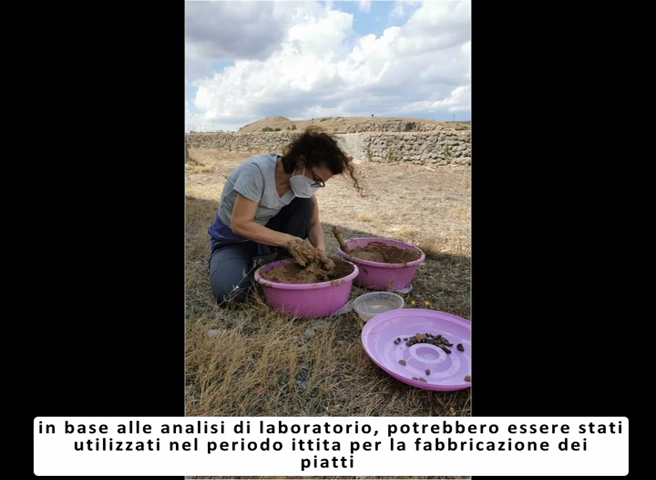 in base alle analisi di laboratorio, potrebbero essere stati
utilizzati nel periodo ittita per la fabbricazione dei
piatti